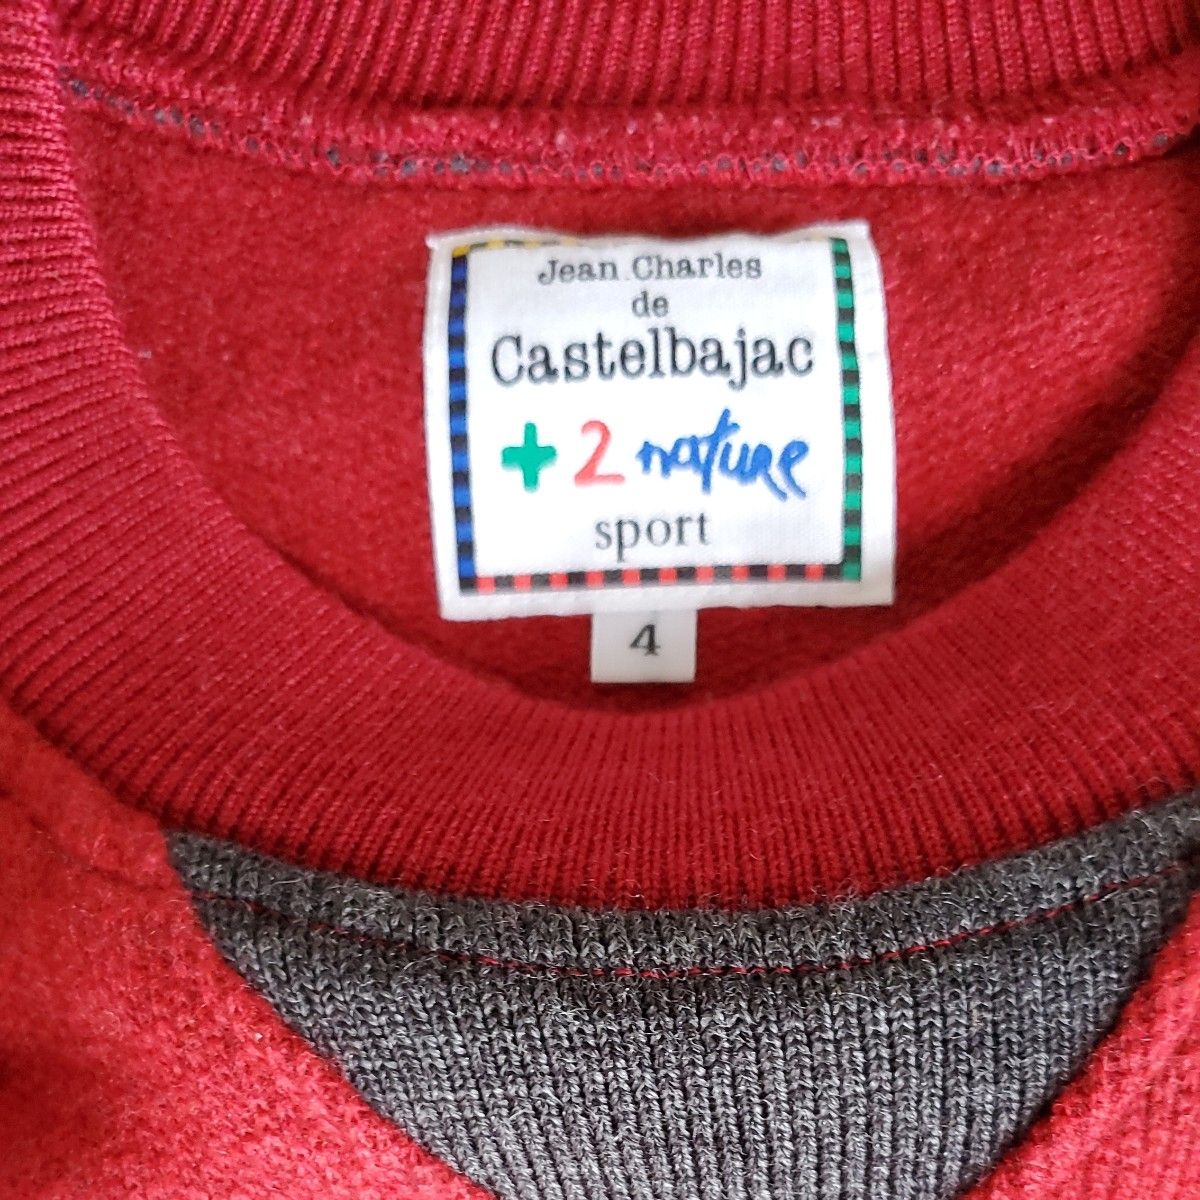 Jean Charles
de
Castelbajac
+2 nature
sport
4